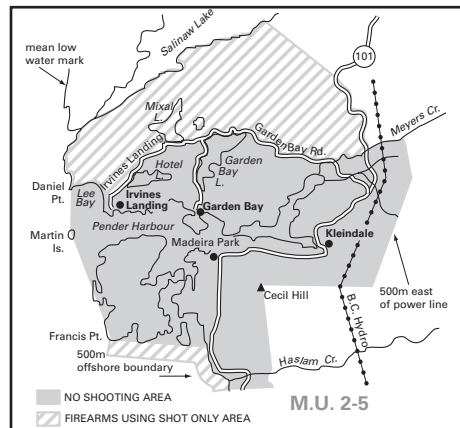 Salinaw Lake
mean low
water mark
101
Mixal
L.
Meyers Cr.
Irvines Landing
Garden Bay Rd.
Hotel L.
Garden
Bay
L.
Daniel
Pt.
Lee
Bay
Irvines
Landing
Garden Bay
Pender Harbour
Martin
Is.
Madeira Park
Kleindale
500m east
of power line
Cecil Hill
B.C. Hydro
Francis Pt.
500m
offshore boundary
Haslam Cr.
M.U. 2-5
NO SHOOTING AREA
FIREARMS USING SHOT ONLY AREA